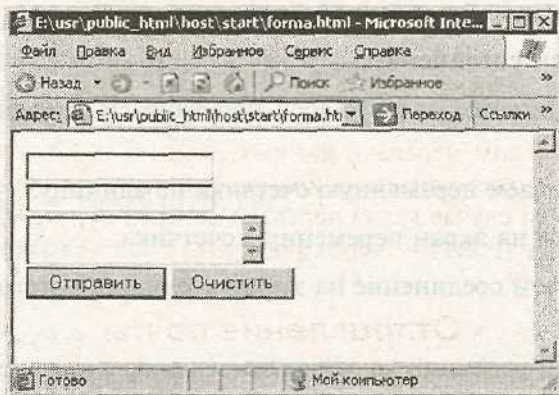 E:\usr\public_html\host\start\forma.html - Microsoft Inte...
Файл Правка Вид Избранное Сервис Справка
Назад Поиск Избранное »
Адрес: E:\usr\public_html\host\start\forma.ht Переход Ссылки »
Отправить Очистить
Готово Мой компьютер